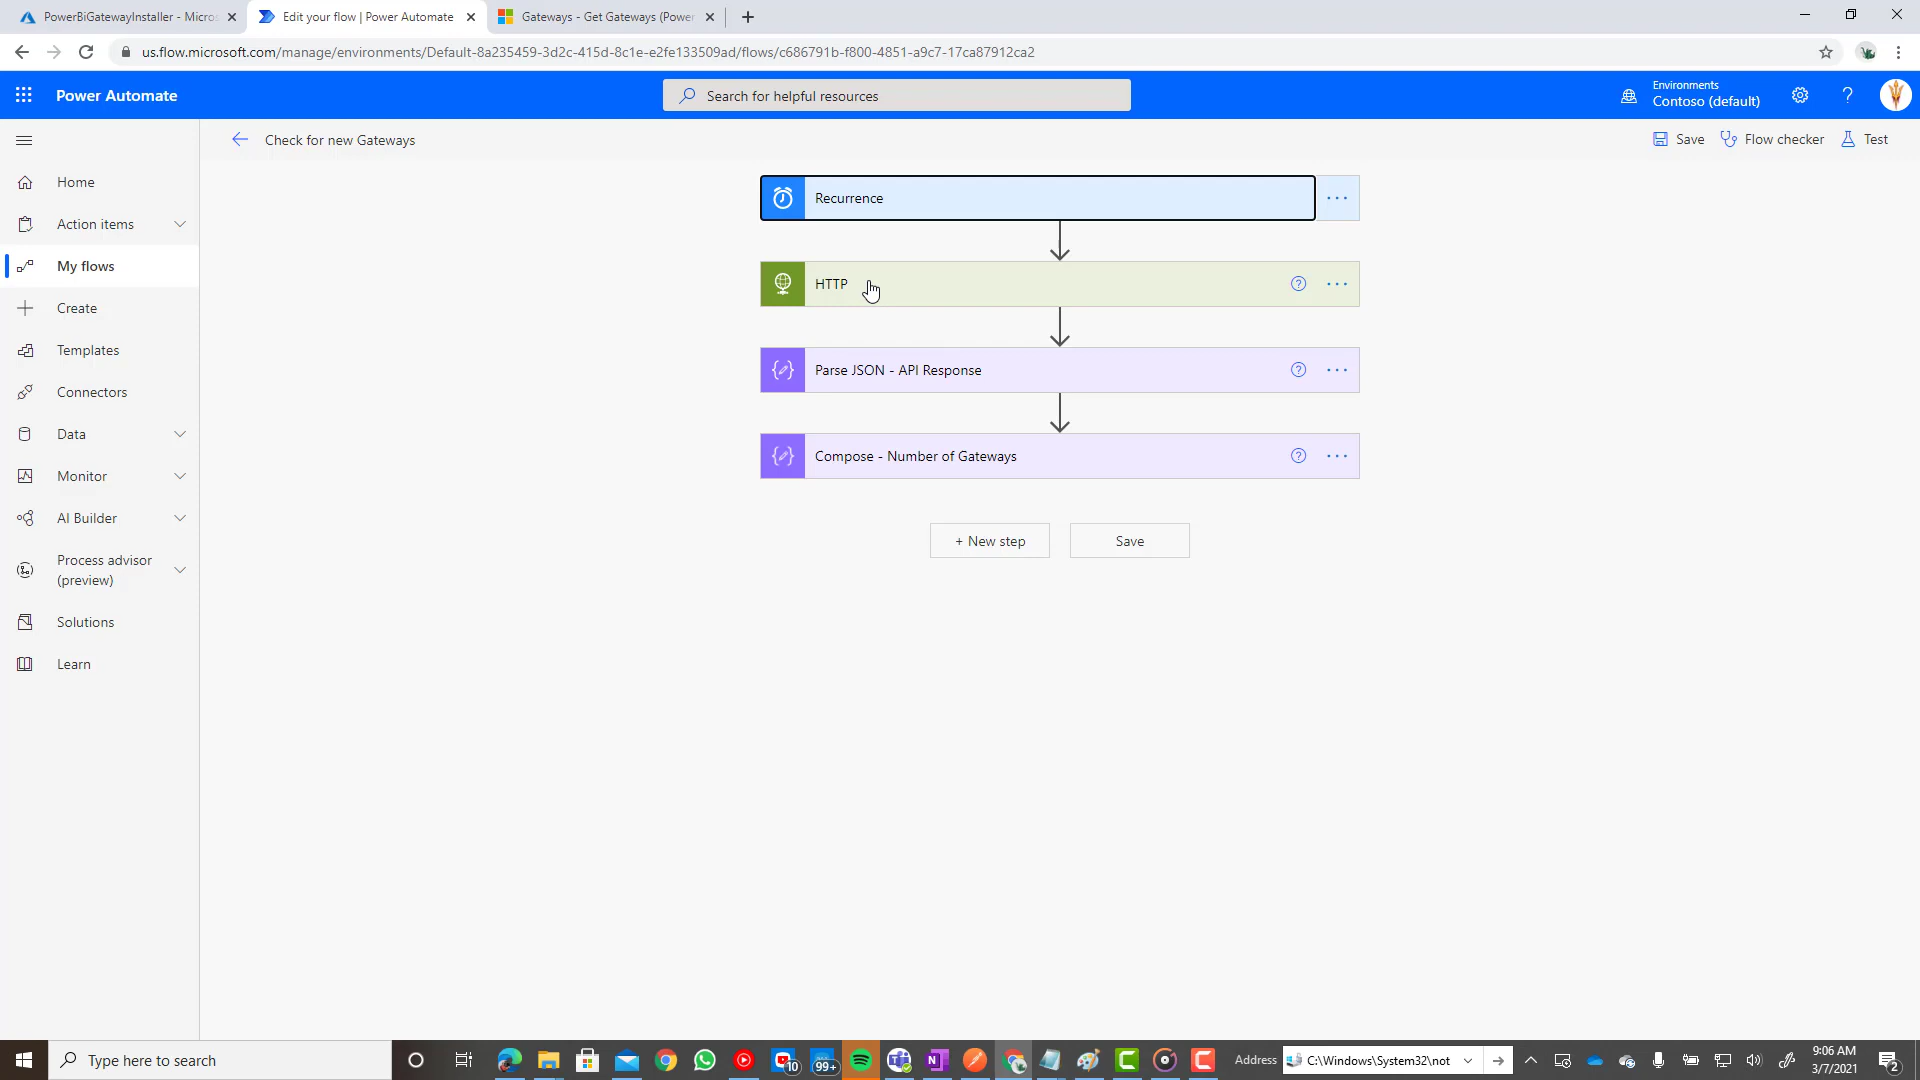 PowerBiGatewayInstaller - Micros
Edit your flow | Power Automate
Gateways - Get Gateways (Power
us.flow.microsoft.com/manage/environments/Default-8a235459-3d2c-415d-8c1e-e2fe133509ad/flows/c686791b-f800-4851-a9c7-17ca87912ca2
Power Automate
Search for helpful resources
Environments
Contoso (default)
?
Check for new Gateways
Save
Flow checker
Test
Home
Action items
My flows
Create
Templates
Connectors
Data
Monitor
AI Builder
Process advisor
(preview)
Solutions
Learn
Recurrence
HTTP
Parse JSON - API Response
Compose - Number of Gateways
+ New step
Save
Type here to search
10
99+
Address
C:\Windows\System32\not
9:06 AM
3/7/2021
2